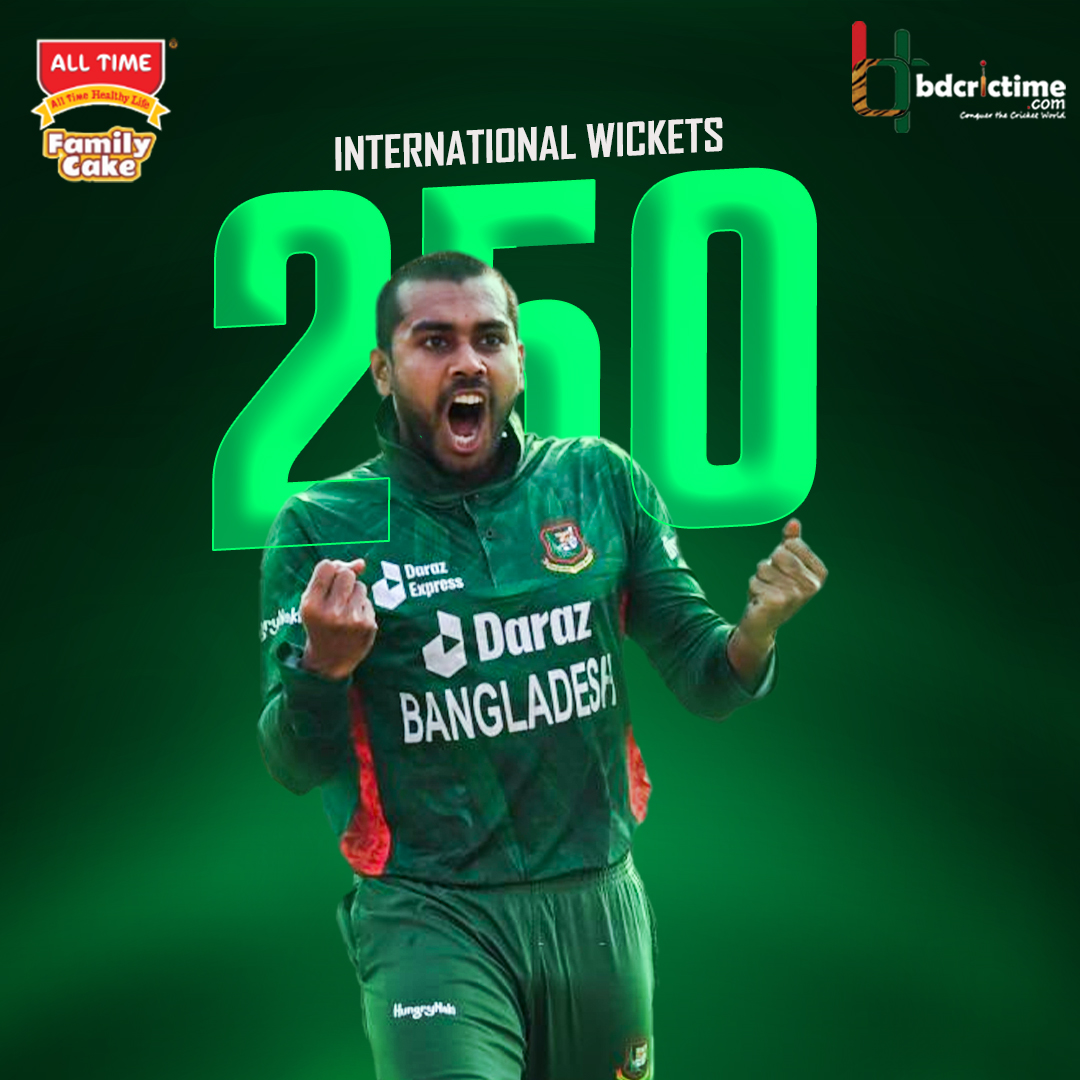 ALL TIME
All Time Healthy Life
Family
Cake
bdcrictime
.com
Conquer the Cricket World
INTERNATIONAL WICKETS
250
Daraz
Express
Daraz
BANGLADESH
HungryNaki